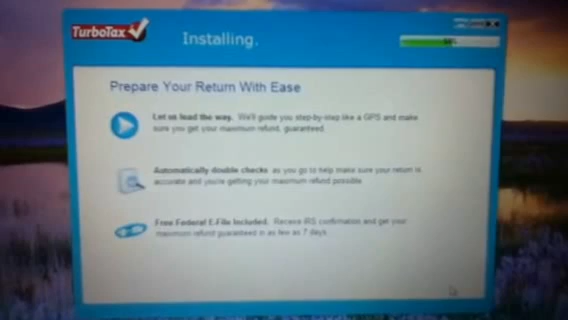 TurboTax
Installing.
Prepare Your Return With Ease
Let us lead the way. We'll guide you step-by-step like a GPS and make
sure you get your maximum refund, guaranteed.
Automatically double checks as you go to help make sure your return is
accurate and you're getting your maximum refund possible.
Free Federal E-File Included. Receive IRS confirmation and get your
maximum refund guaranteed in as few as 7 days.